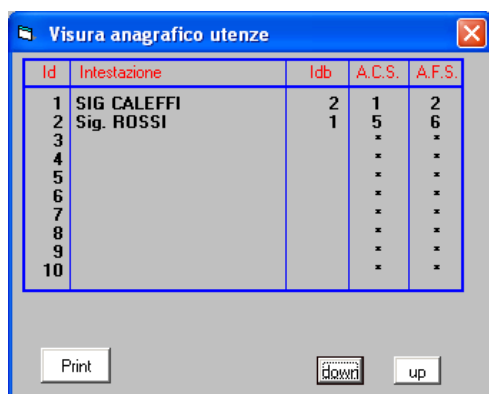 Visura anagrafico utenze
Id Intestazione Idb A.C.S. A.F.S.
1 SIG CALEFFI 2 1 2
2 Sig. ROSSI 1 5 6
3 * *
4 * *
5 * *
6 * *
7 * *
8 * *
9 * *
10 * *
Print down up